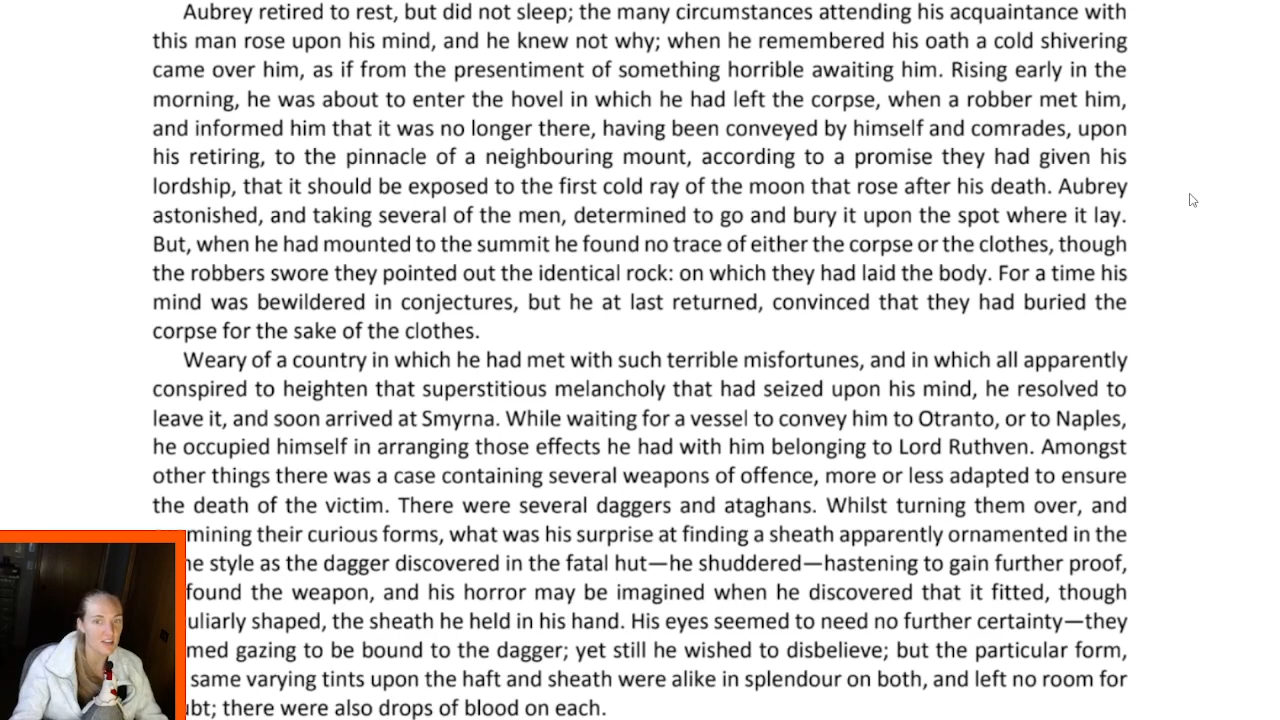 Aubrey retired to rest, but did not sleep; the many circumstances attending his acquaintance with
this man rose upon his mind, and he knew not why; when he remembered his oath a cold shivering
came over him, as if from the presentiment of something horrible awaiting him. Rising early in the
morning, he was about to enter the hovel in which he had left the corpse, when a robber met him,
and informed him that it was no longer there, having been conveyed by himself and comrades, upon
his retiring, to the pinnacle of a neighbouring mount, according to a promise they had given his
lordship, that it should be exposed to the first cold ray of the moon that rose after his death. Aubrey
astonished, and taking several of the men, determined to go and bury it upon the spot where it lay.
But, when he had mounted to the summit he found no trace of either the corpse or the clothes, though
the robbers swore they pointed out the identical rock: on which they had laid the body. For a time his
mind was bewildered in conjectures, but he at last returned, convinced that they had buried the
corpse for the sake of the clothes.
Weary of a country in which he had met with such terrible misfortunes, and in which all apparently
conspired to heighten that superstitious melancholy that had seized upon his mind, he resolved to
leave it, and soon arrived at Smyrna. While waiting for a vessel to convey him to Otranto, or to Naples,
he occupied himself in arranging those effects he had with him belonging to Lord Ruthven. Amongst
other things there was a case containing several weapons of offence, more or less adapted to ensure
the death of the victim. There were several daggers and ataghans. Whilst turning them over, and
mining their curious forms, what was his surprise at finding a sheath apparently ornamented in the
e style as the dagger discovered in the fatal hut—he shuddered—hastening to gain further proof,
found the weapon, and his horror may be imagined when he discovered that it fitted, though
uliarly shaped, the sheath he held in his hand. His eyes seemed to need no further certainty—they
med gazing to be bound to the dagger; yet still he wished to disbelieve; but the particular form,
same varying tints upon the haft and sheath were alike in splendour on both, and left no room for
bt; there were also drops of blood on each.